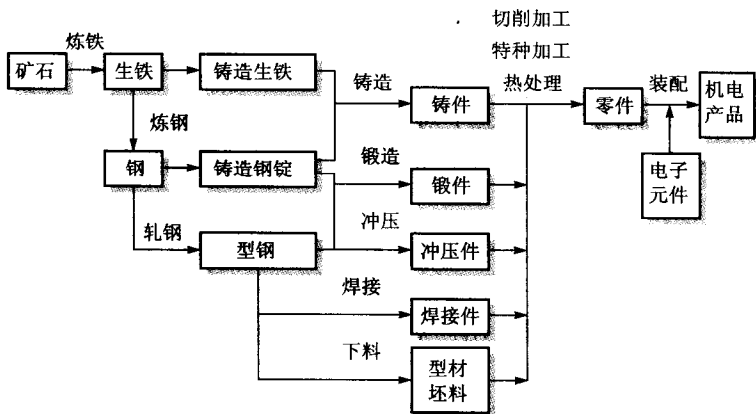 切削加工
特种加工
炼铁
铸造
热处理
装配
矿石
生铁
铸造生铁
铸件
零件
机电
产品
炼钢
锻造
电子
元件
钢
铸造钢锭
锻件
轧钢
冲压
型钢
冲压件
焊接
焊接件
下料
型材
坯料